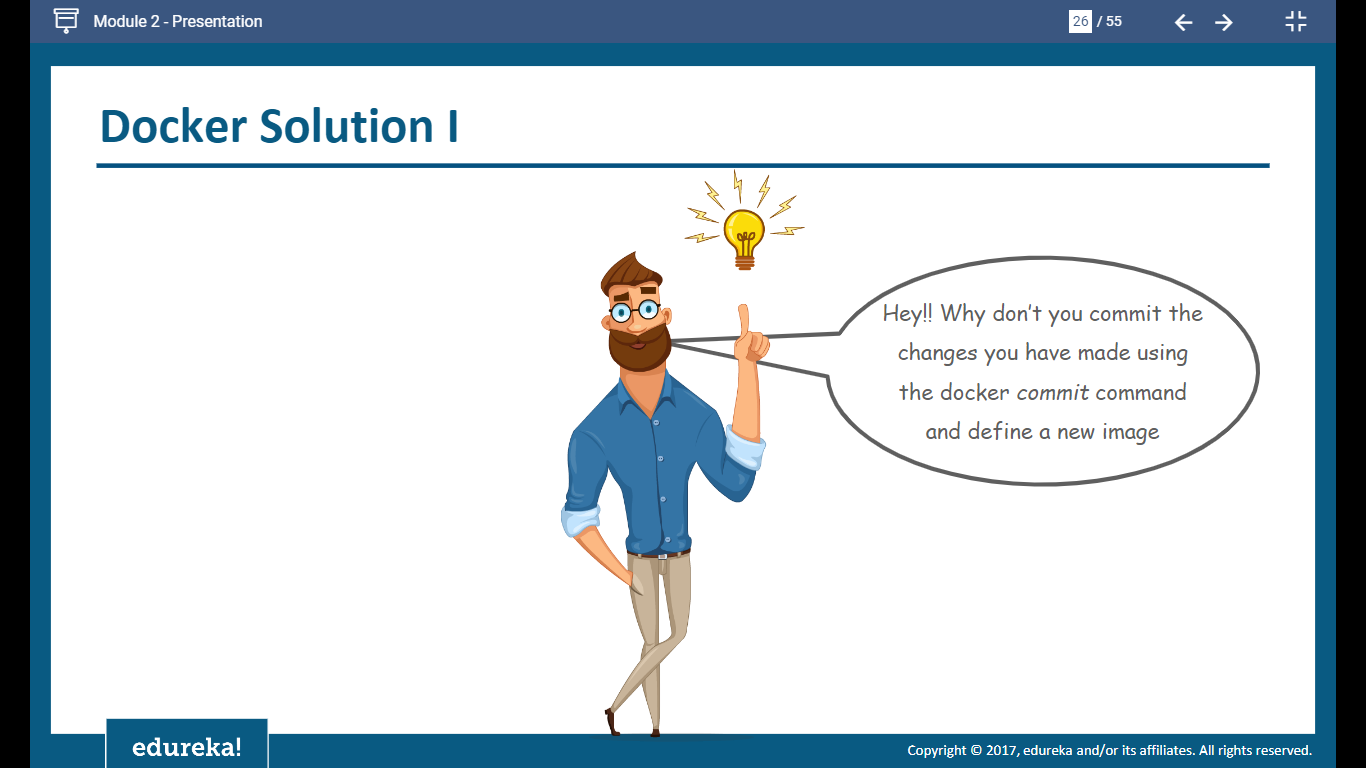 Module 2 - Presentation
26 / 55
Docker Solution I
Hey!! Why don’t you commit the
changes you have made using
the docker commit command
and define a new image
edureka!
Copyright © 2017, edureka and/or its affiliates. All rights reserved.